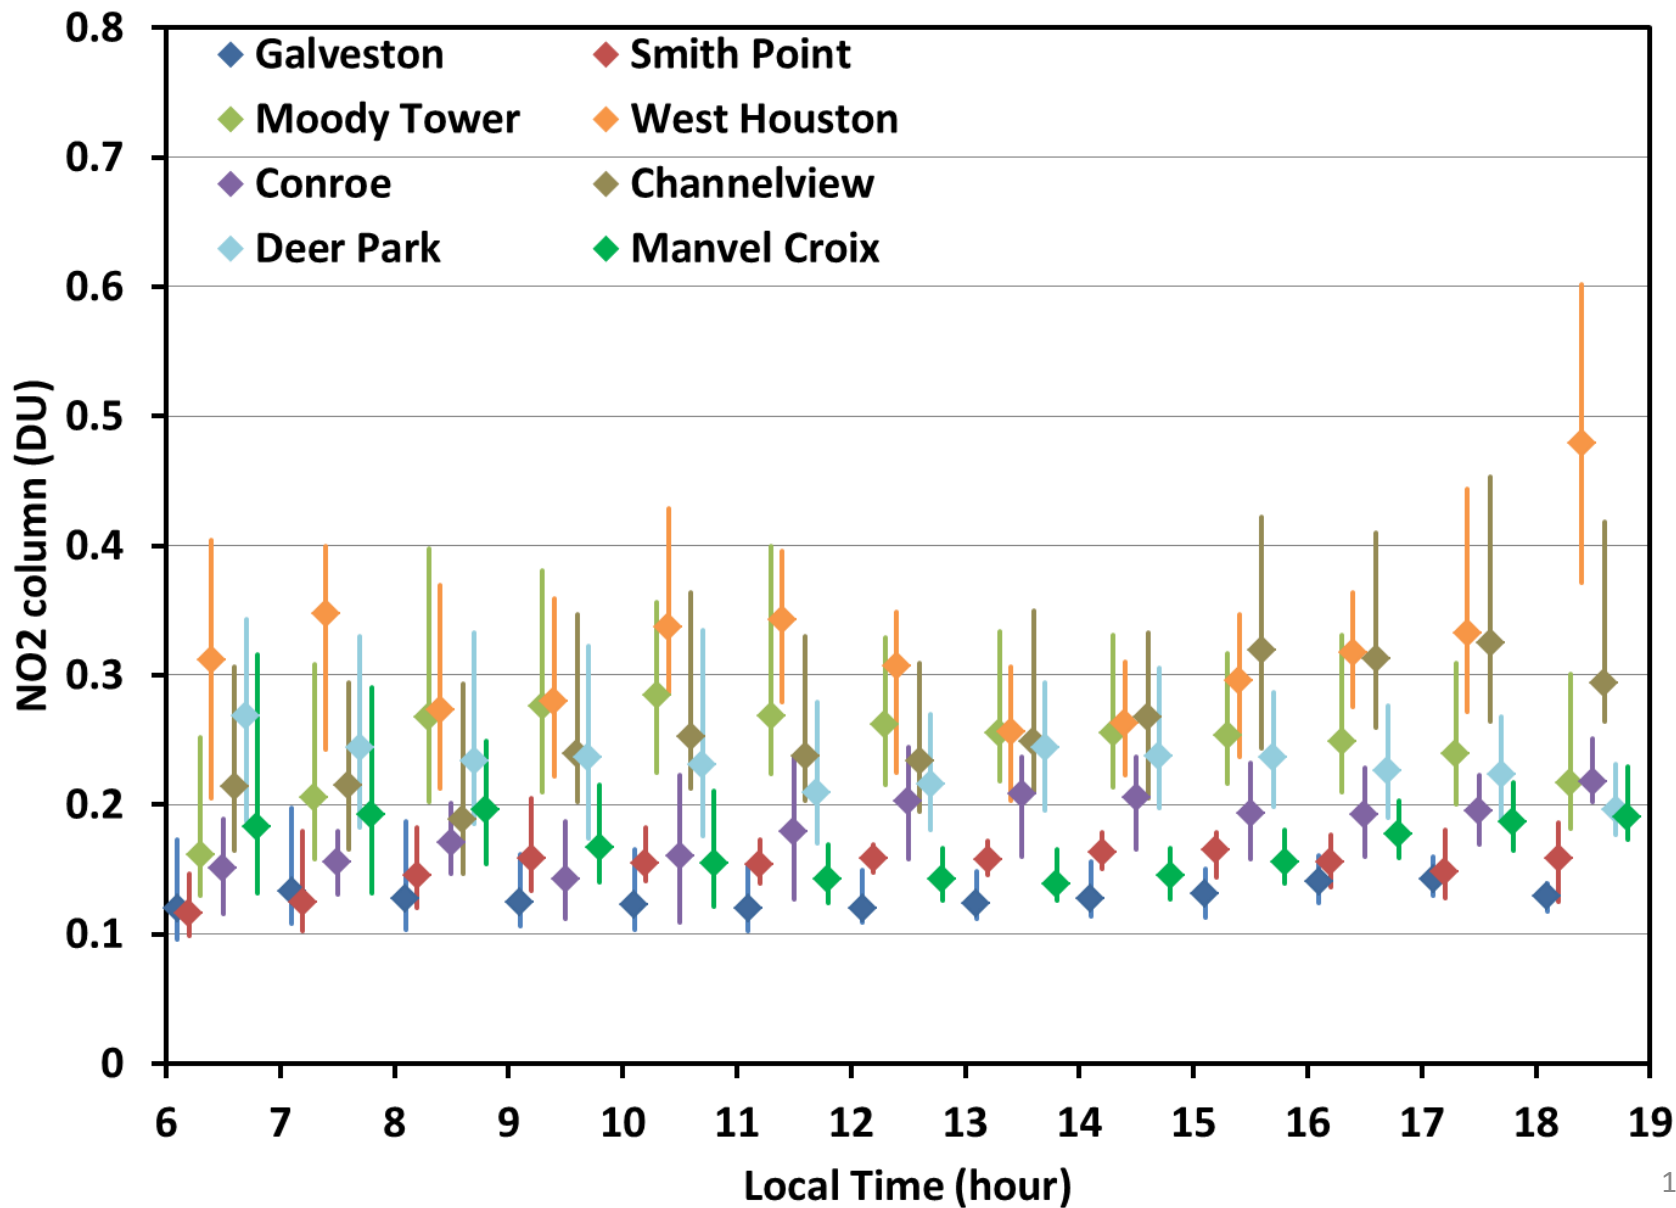 0.8
0.7
0.6
0.5
0.4
0.3
0.2
0.1
0
NO2 column (DU)
Galveston
Smith Point
Moody Tower
West Houston
Conroe
Channelview
Deer Park
Manvel Croix
6 7 8 9 10 11 12 13 14 15 16 17 18 19
Local Time (hour)
1